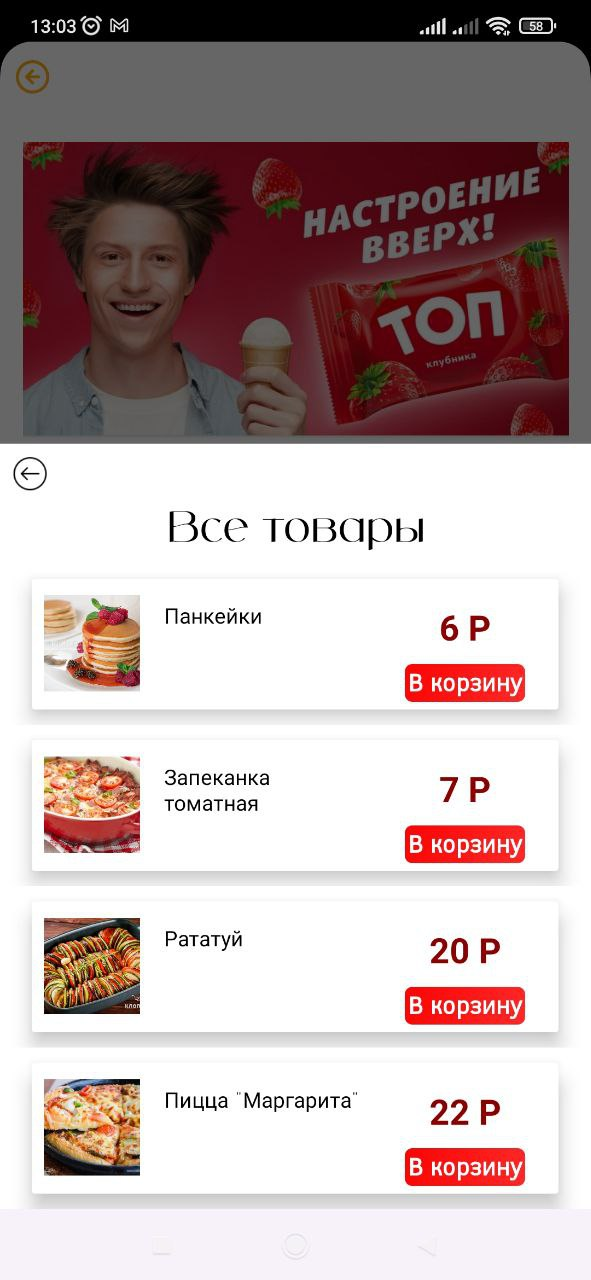 13:03
58
НАСТРОЕНИЕ
ВВЕРХ!
ТОП
клубника
Все товары
Панкейки
6 Р
В корзину
Запеканка
томатная
7 Р
В корзину
Рататуй
20 Р
В корзину
Пицца "Маргарита"
22 Р
В корзину